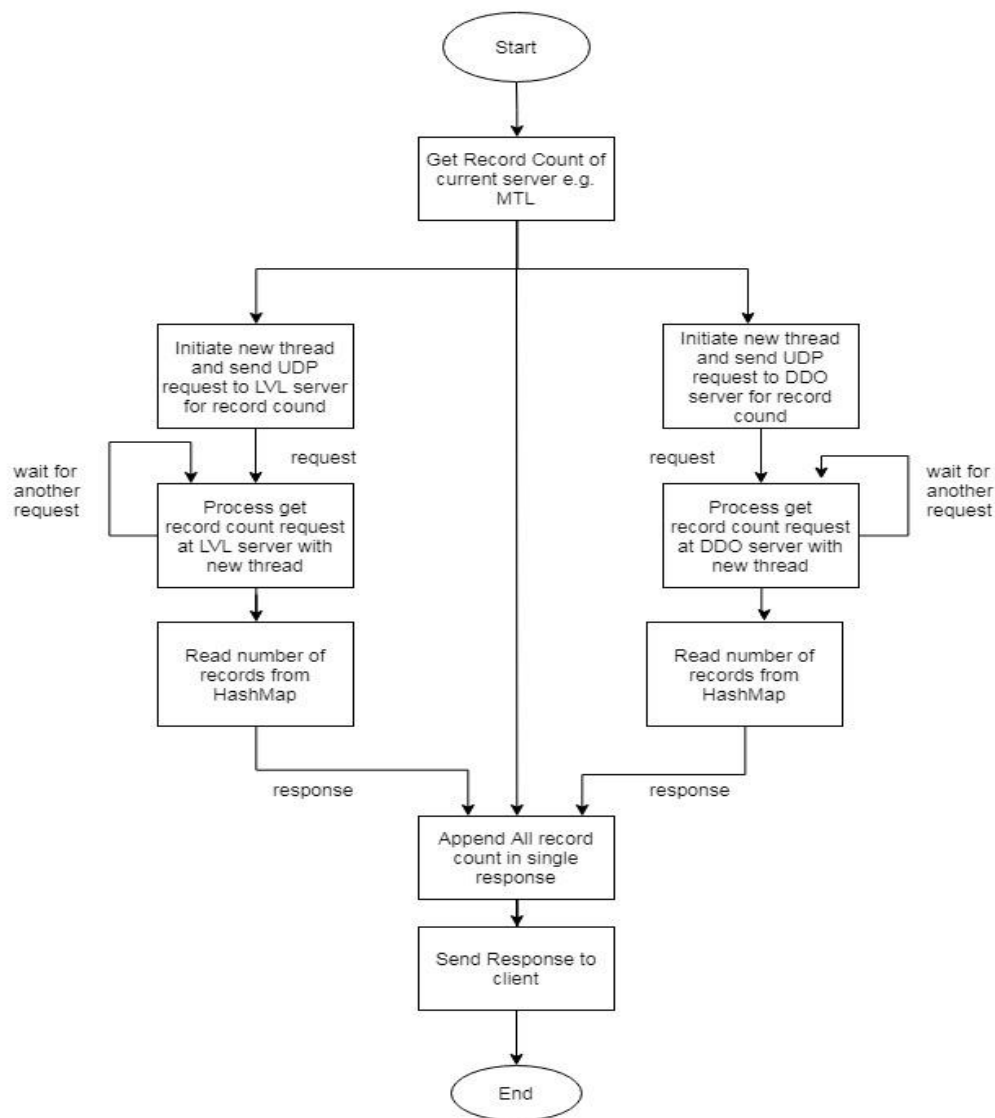 Start
Get Record Count of
current server e.g.
MTL
Initiate new thread
and send UDP
request to LVL server
for record cound
Initiate new thread
and send UDP
request to DDO
server for record
cound
request
request
wait for
another
request
wait for
another
request
Process get
record count request
at LVL server with
new thread
Process get
record count request
at DDO server with
new thread
Read number of
records from
HashMap
Read number of
records from
HashMap
response
response
Append All record
count in single
response
Send Response to
client
End